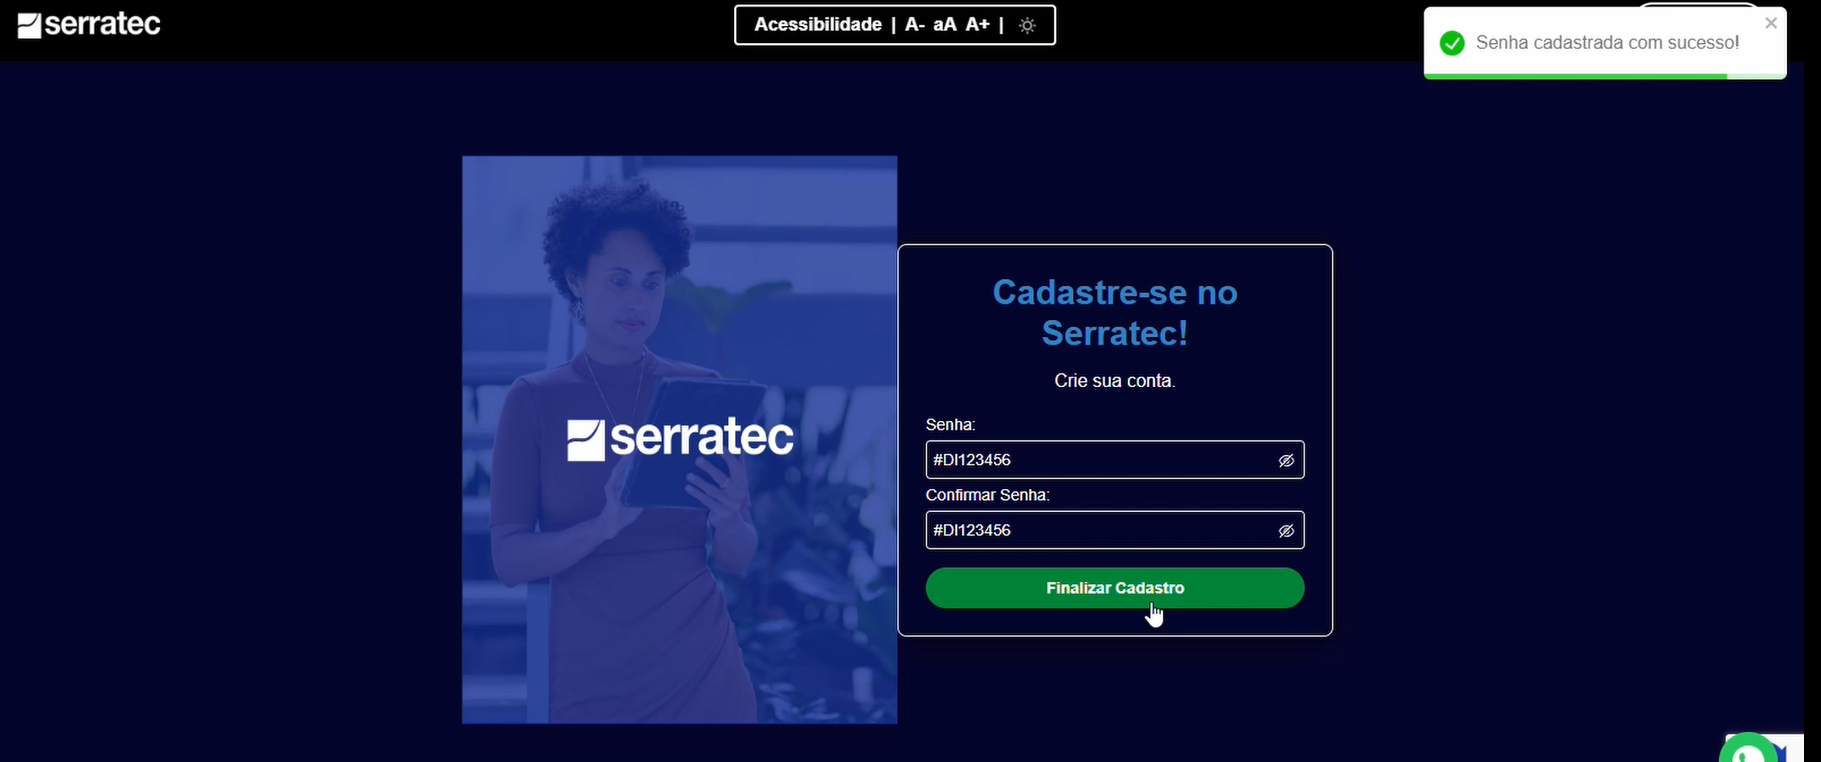 serratec
Acessibilidade | A- aA A+ |
Senha cadastrada com sucesso!
serratec
Cadastre-se no
Serratec!
Crie sua conta.
Senha:
#DI123456
Confirmar Senha:
#DI123456
Finalizar Cadastro